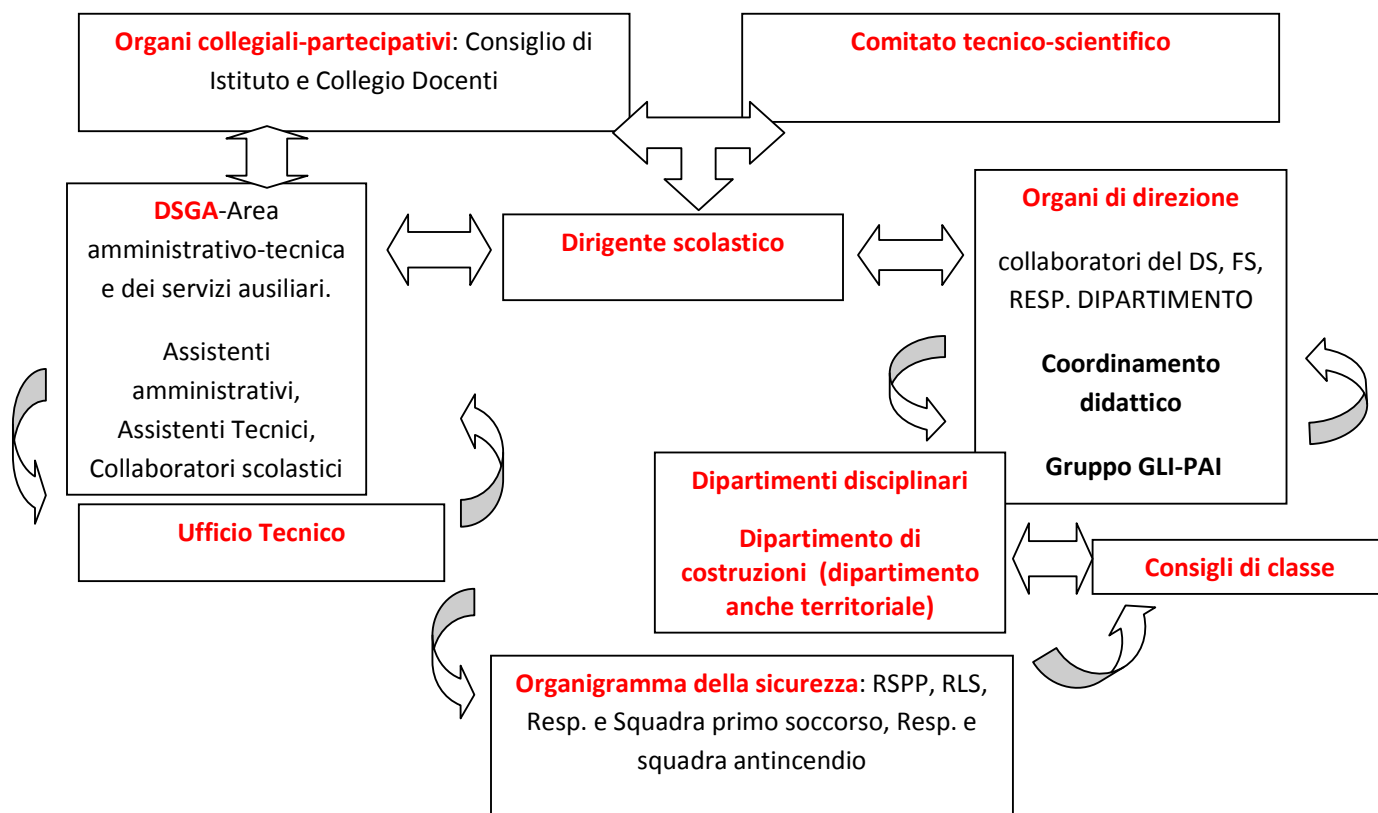 Organi collegiali-partecipativi: Consiglio di
Istituto e Collegio Docenti
Comitato tecnico-scientifico
DSGA-Area
amministrativo-tecnica
e dei servizi ausiliari.
Assistenti
amministrativi,
Assistenti Tecnici,
Collaboratori scolastici
Dirigente scolastico
Organi di direzione
collaboratori del DS, FS,
RESP. DIPARTIMENTO
Coordinamento
didattico
Gruppo GLI-PAI
Ufficio Tecnico
Dipartimenti disciplinari
Dipartimento di
costruzioni (dipartimento
anche territoriale)
Consigli di classe
Organigramma della sicurezza: RSPP, RLS,
Resp. e Squadra primo soccorso, Resp. e
squadra antincendio